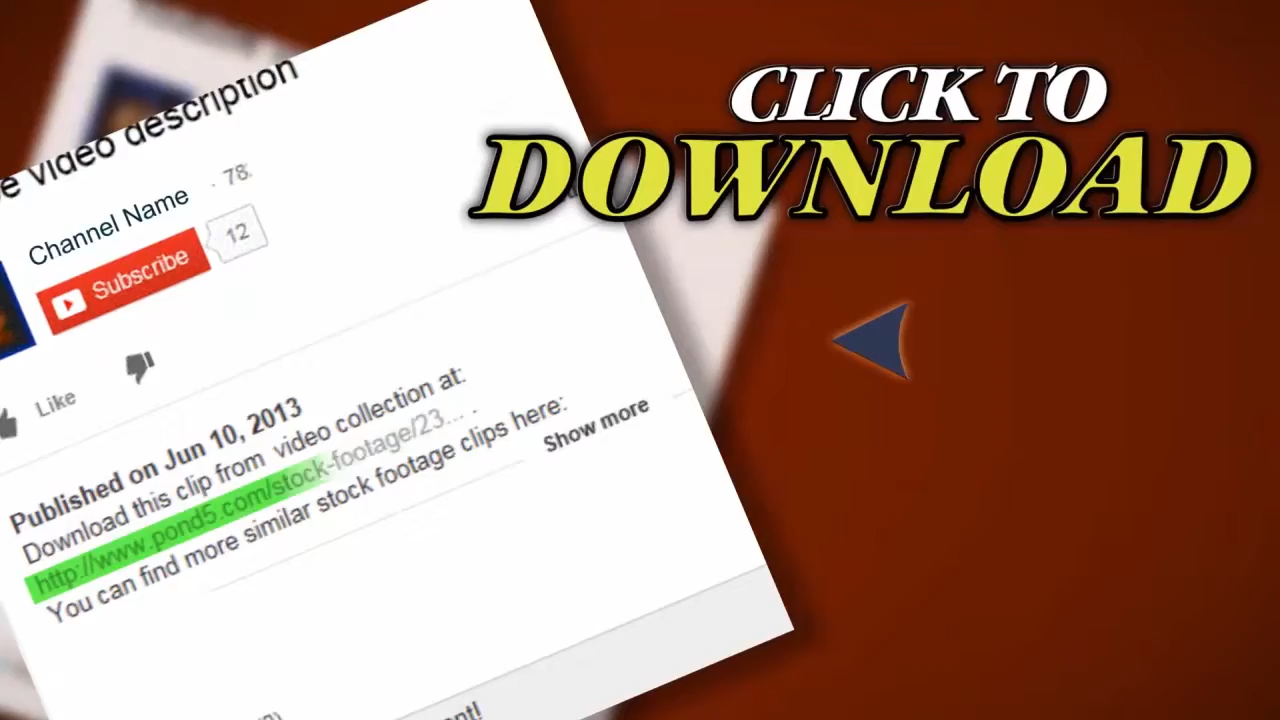 CLICK TO
DOWNLOAD
video description
Channel Name
Subscribe
12
Like
Published on Jun 10, 2013
Download this clip from video collection at:
http://www.pond5.com/stock-footage/23...
You can find more similar stock footage clips here:
Show more